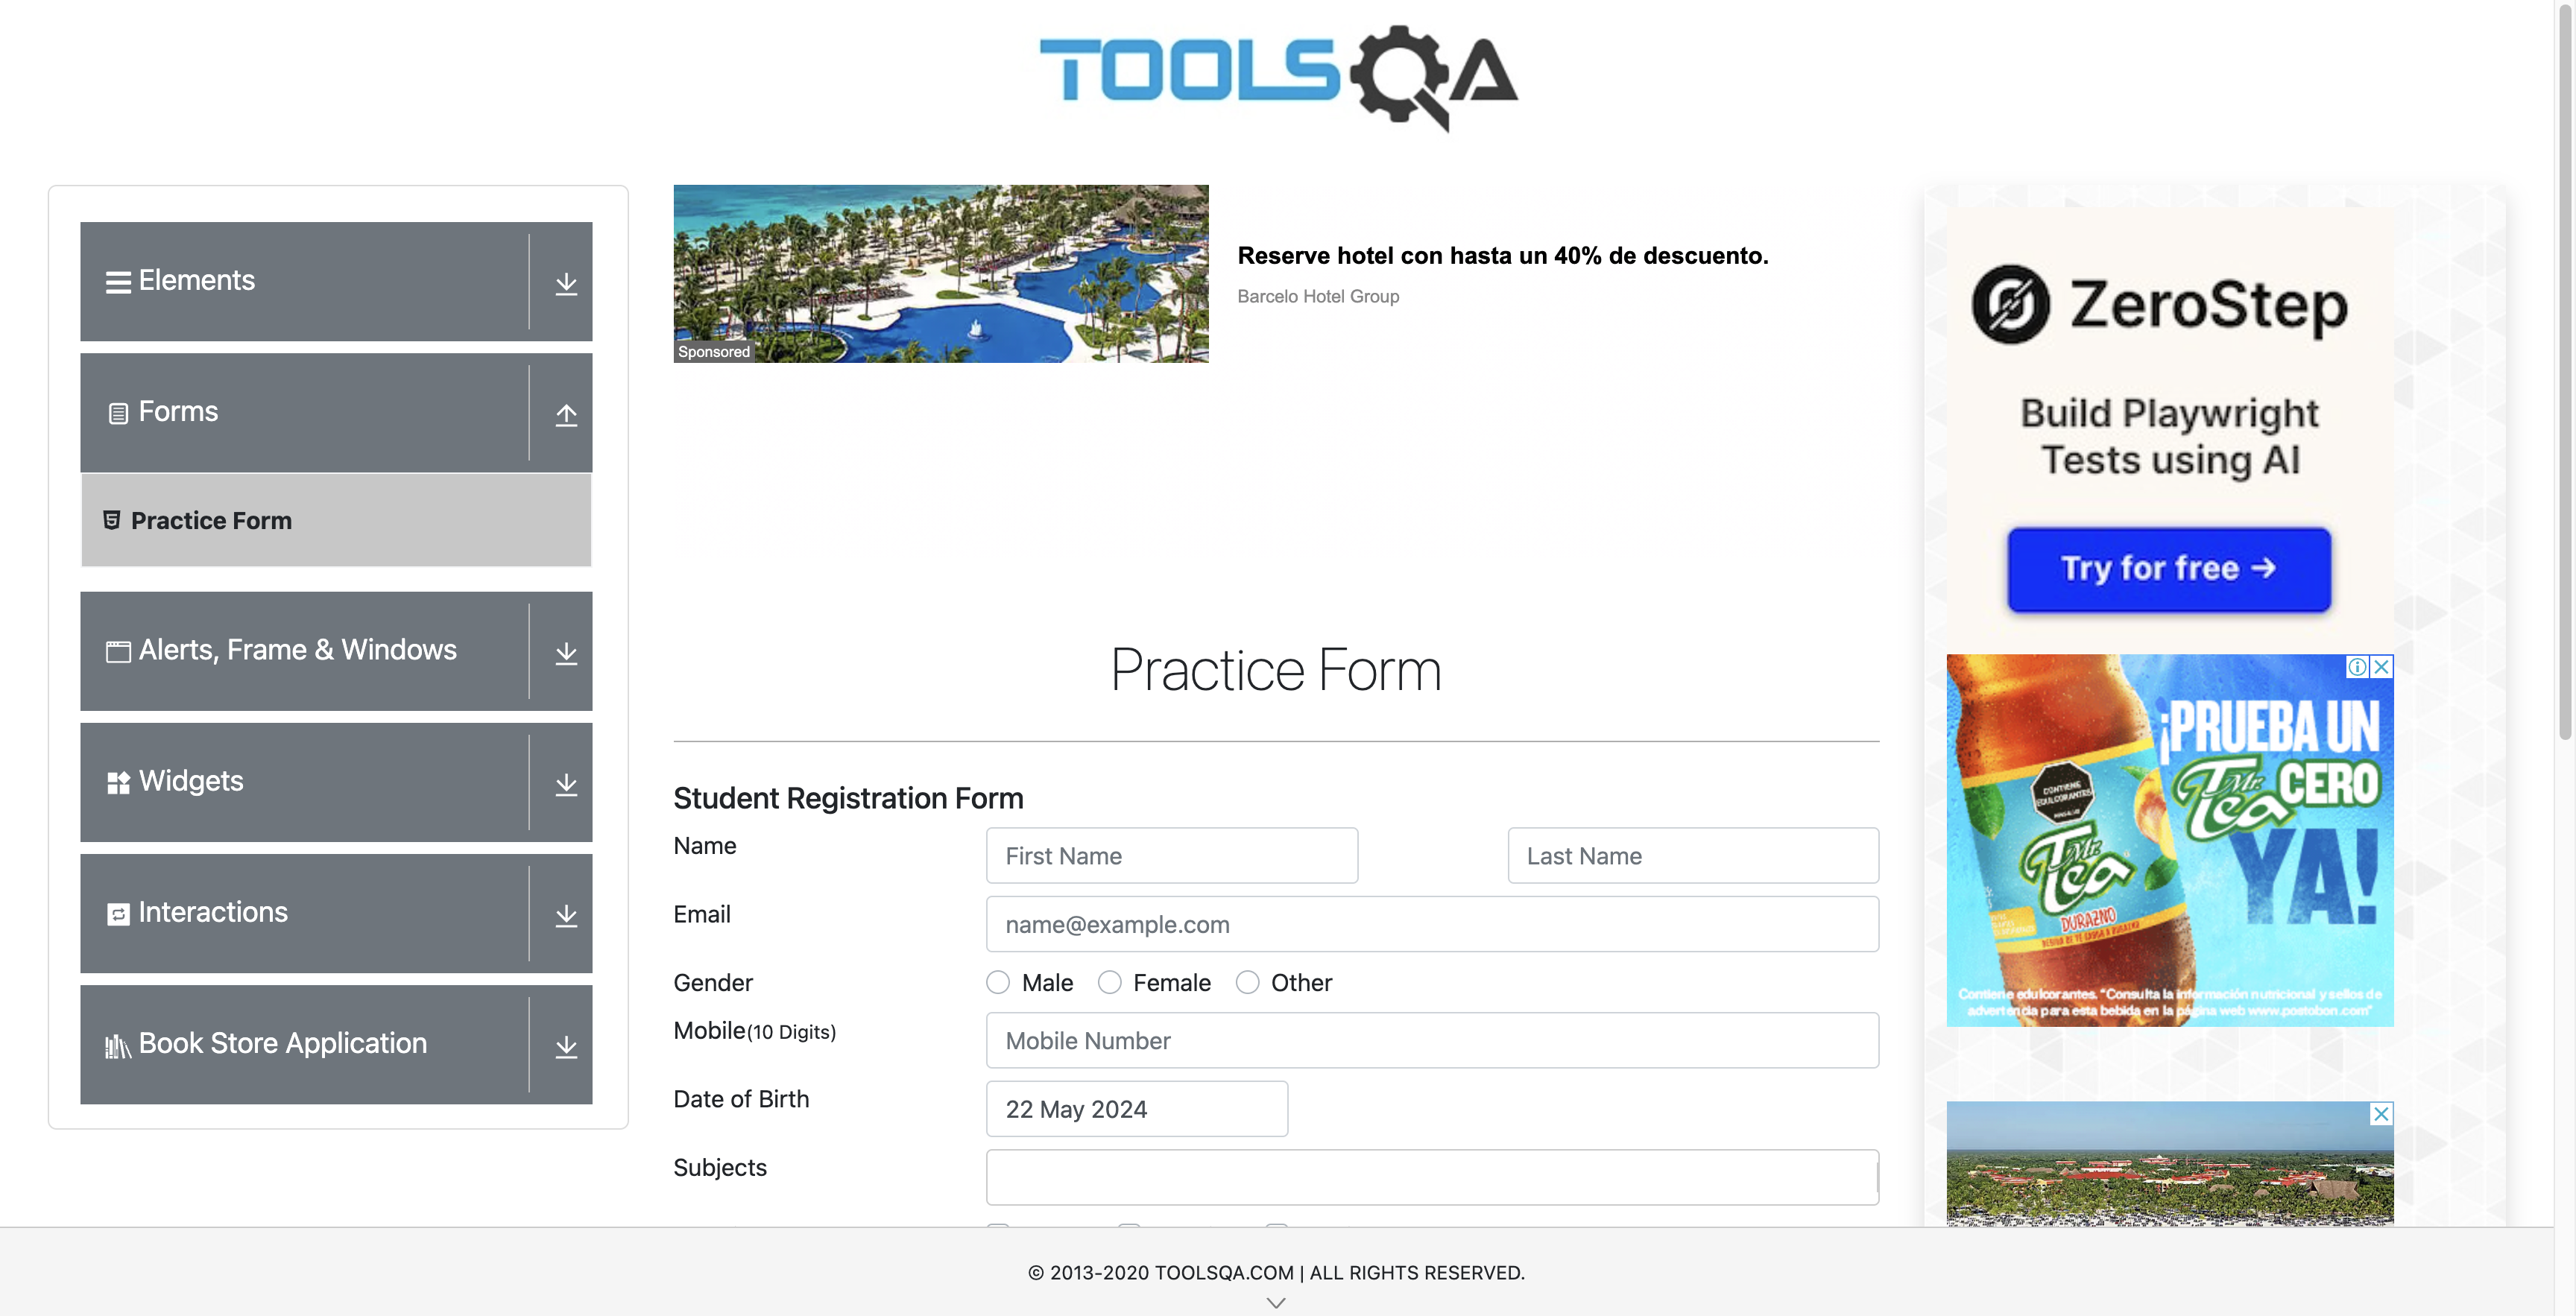 TOOLSQA
Elements
Forms
Practice Form
Alerts, Frame & Windows
Widgets
Interactions
Book Store Application
Sponsored
Reserve hotel con hasta un 40% de descuento.
Barcelo Hotel Group
Practice Form
Student Registration Form
Name
First Name
Last Name
Email
name@example.com
Gender
Male
Female
Other
Mobile(10 Digits)
Mobile Number
Date of Birth
22 May 2024
Subjects
ZeroStep
Build Playwright
Tests using AI
Try for free →
¡PRUEBA UN
Mr. Tea CERO
YA!
CONTIENE
EDULCORANTES
Mr.
Tea
DURAZNO
Contiene edulcorantes. "Consulta la información nutricional y sellos de
advertencia para esta bebida en la página web www.postobon.com"
© 2013-2020 TOOLSQA.COM | ALL RIGHTS RESERVED.